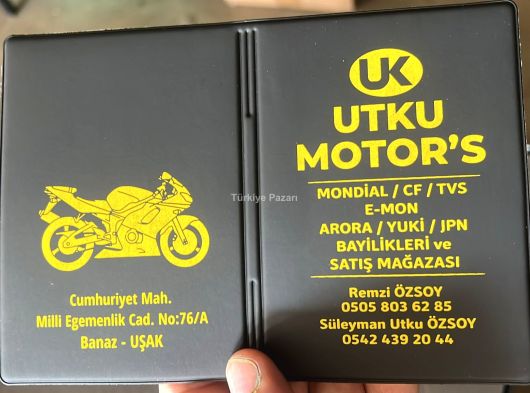 Türkiye Pazarı
Cumhuriyet Mah.
Milli Egemenlik Cad. No:76/A
Banaz - UŞAK
UK
UTKU
MOTOR'S
MONDİAL / CF / TVS
E-MON
ARORA / YUKİ / JPN
BAYİLİKLERİ ve
SATIŞ MAĞAZASI
Remzi ÖZSOY
0505 803 62 85
Süleyman Utku ÖZSOY
0542 439 20 44